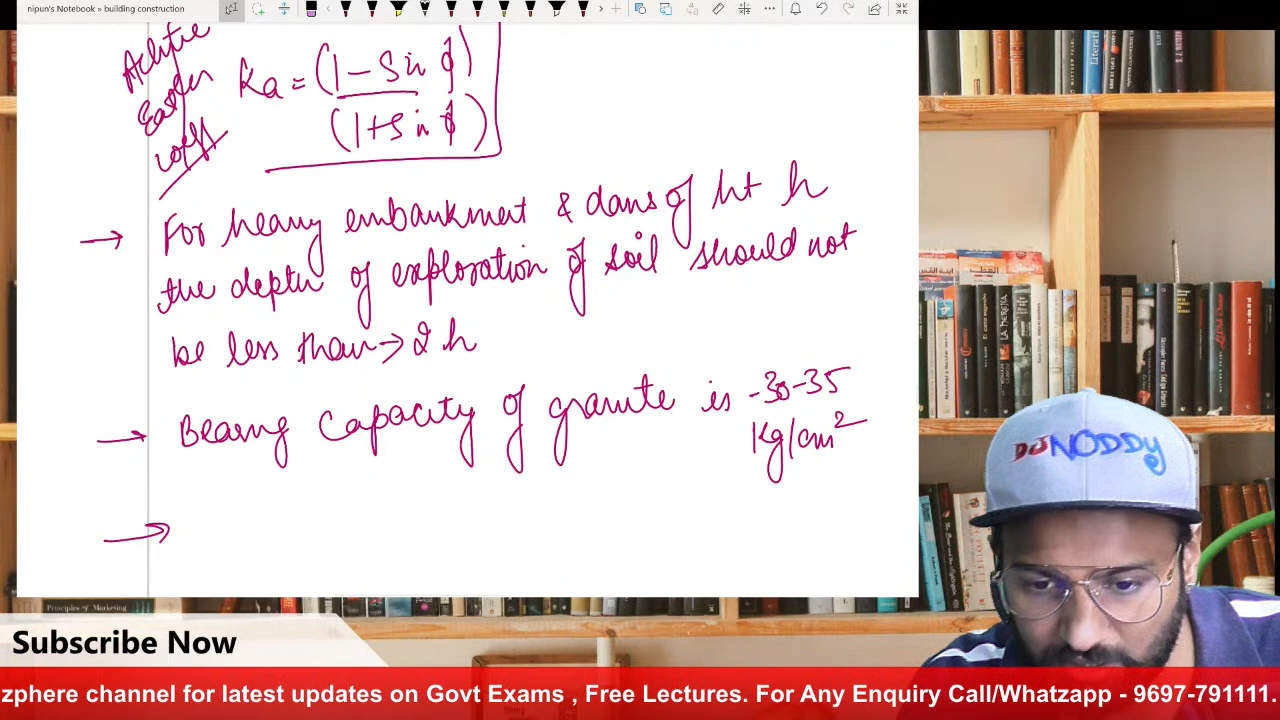 nipun's Notebook » building construction
Active
Earth
coeff
Ka = (1 - Sin ϕ)
(1 + Sin ϕ)
→ For heavy embankment & dams of ht h
the depth of exploration of soil should not
be less than → 2 h
→ Bearing Capacity of granite is -30-35
Kg/cm²
→
DJ NODDY
Principles of Marketing
Subscribe Now
zphere channel for latest updates on Govt Exams , Free Lectures. For Any Enquiry Call/Whatzapp - 9697-791111.